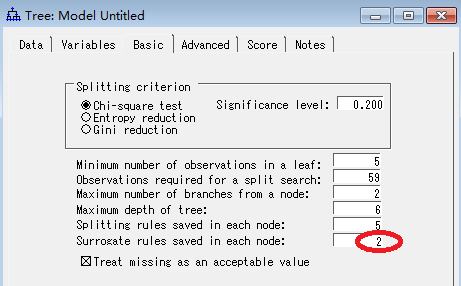 Tree: Model Untitled
Data Variables Basic Advanced Score Notes
Splitting criterion
Chi-square test Significance level: 0.200
Entropy reduction
Gini reduction
Minimum number of observations in a leaf: 5
Observations required for a split search: 59
Maximum number of branches from a node: 2
Maximum depth of tree: 6
Splitting rules saved in each node: 5
Surrogate rules saved in each node: 2
Treat missing as an acceptable value